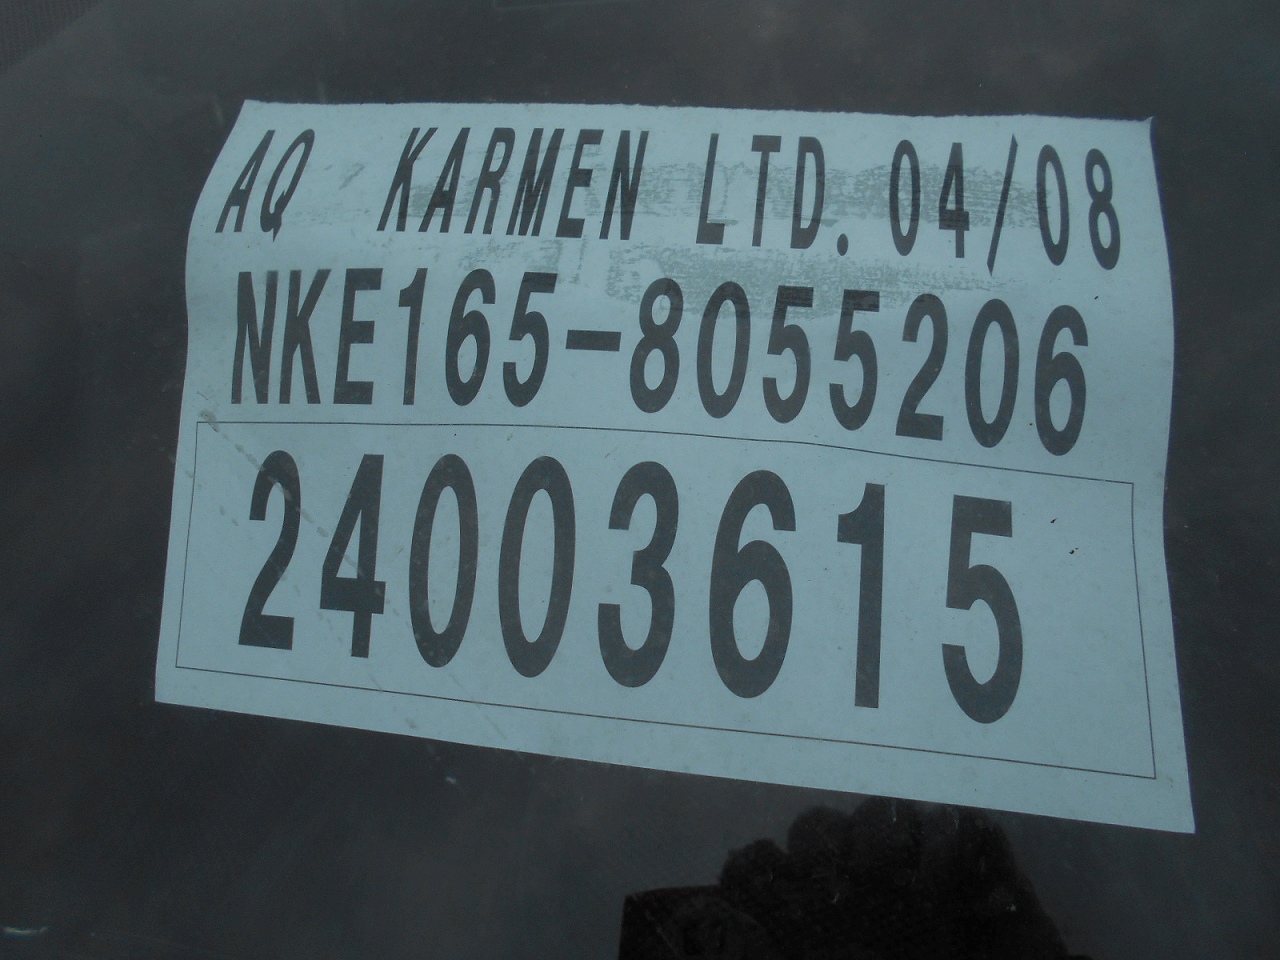 AQ KARMEN LTD. 04/08
NKE165-8055206
24003615